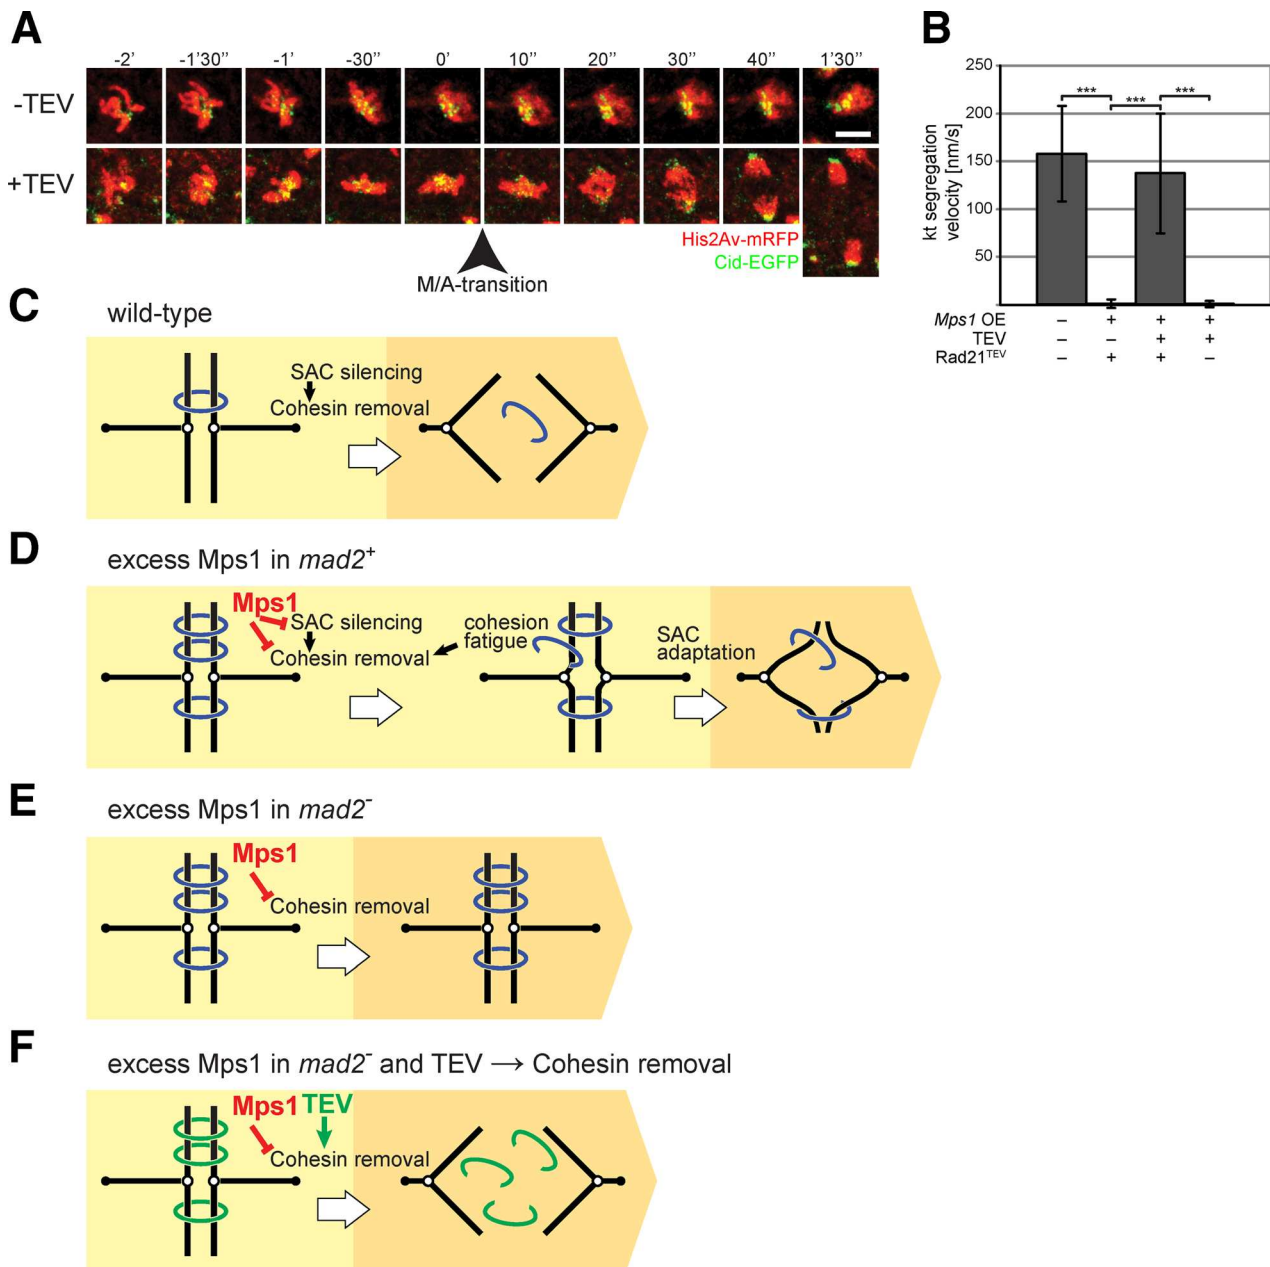 A
-2' -1'30'' -1' -30'' 0' 10'' 20'' 30'' 40'' 1'30''
-TEV
+TEV
His2Av-mRFP
Cid-EGFP
M/A-transition
B
kt segregation
velocity [nm/s]
250
200
150
100
50
0
*** *** ***
Mps1 OE – + + +
TEV – – + +
Rad21TEV – + + –
C
wild-type
SAC silencing
Cohesin removal
D
excess Mps1 in mad2+
Mps1
SAC silencing
Cohesin removal
cohesion
fatigue
SAC
adaptation
E
excess Mps1 in mad2-
Mps1
Cohesin removal
F
excess Mps1 in mad2- and TEV → Cohesin removal
Mps1 TEV
Cohesin removal